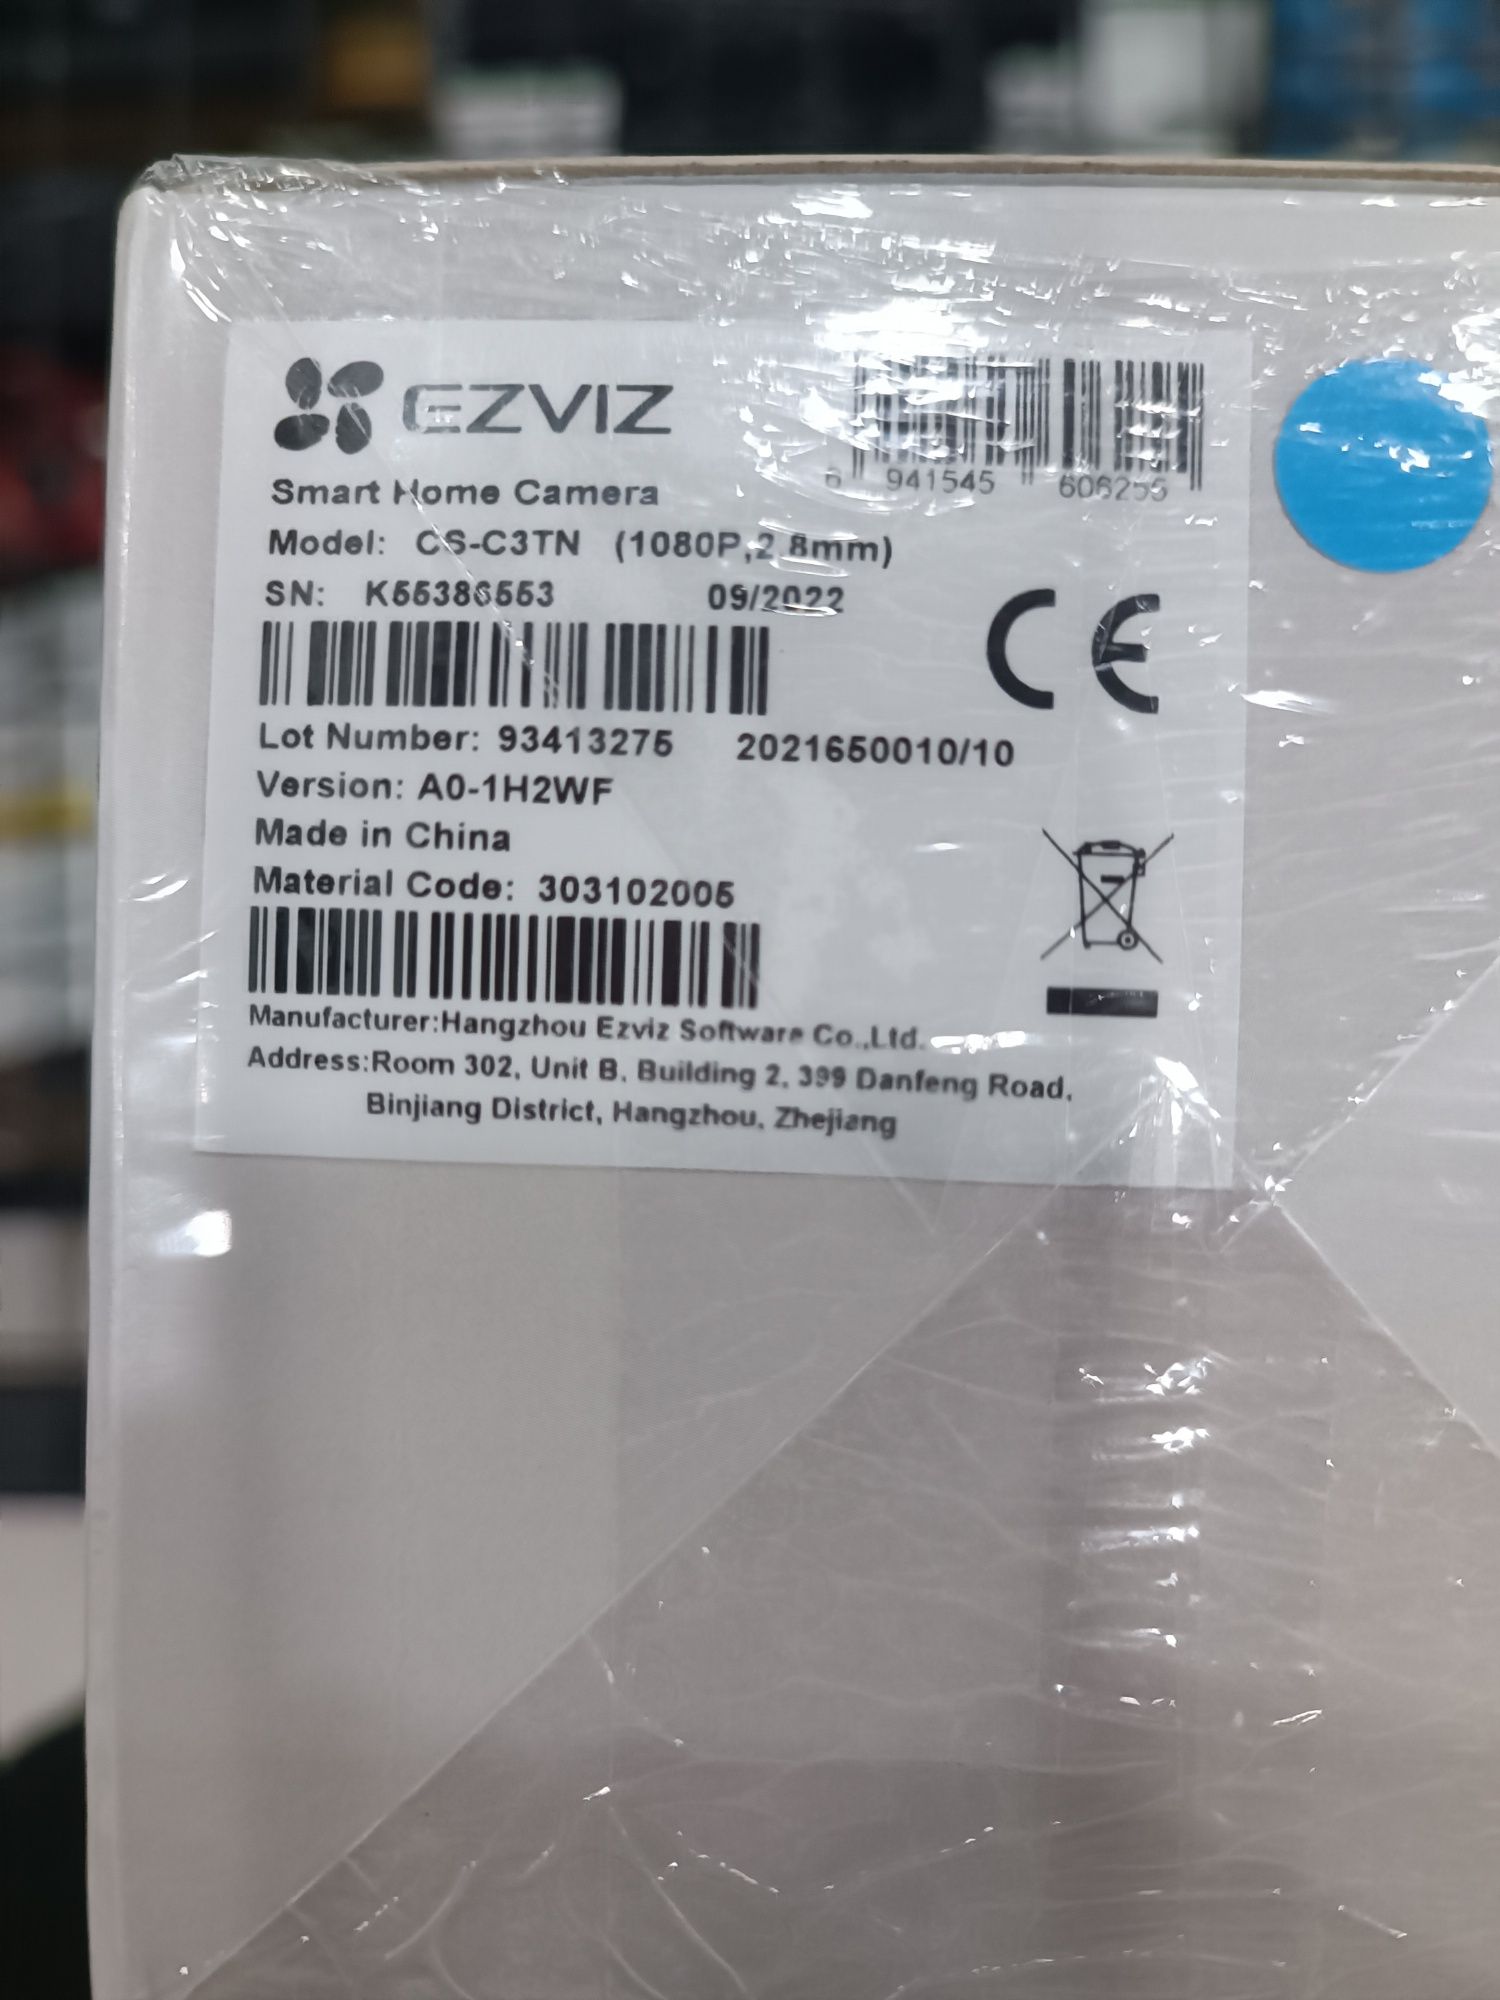 EZVIZ
6 941545 606255
Smart Home Camera
Model: CS-C3TN (1080P,2.8mm)
SN: K55386553 09/2022
CE
Lot Number: 93413275 2021650010/10
Version: A0-1H2WF
Made in China
Material Code: 303102005
Manufacturer:Hangzhou Ezviz Software Co.,Ltd.
Address:Room 302, Unit B, Building 2, 399 Danfeng Road,
Binjiang District, Hangzhou, Zhejiang